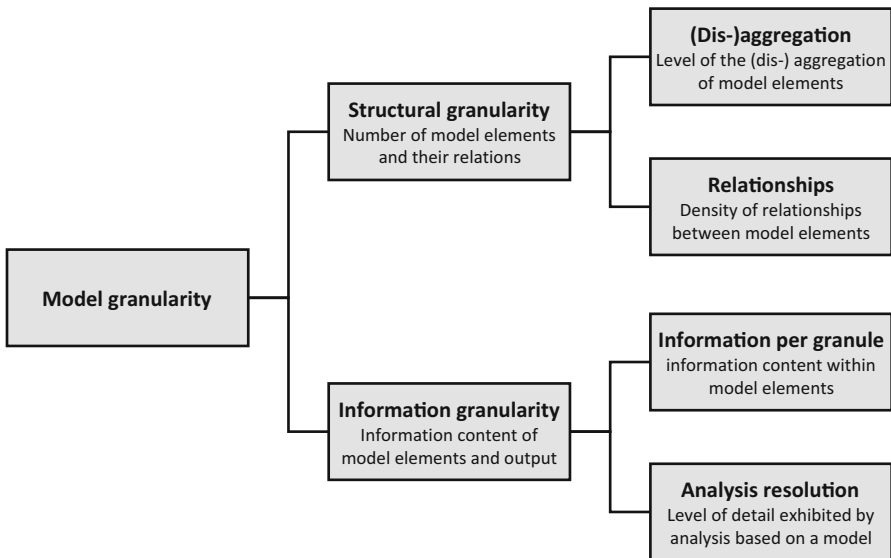 (Dis-)aggregation
Level of the (dis-) aggregation
of model elements
Structural granularity
Number of model elements
and their relations
Relationships
Density of relationships
between model elements
Model granularity
Information per granule
information content within
model elements
Information granularity
Information content of
model elements and output
Analysis resolution
Level of detail exhibited by
analysis based on a model